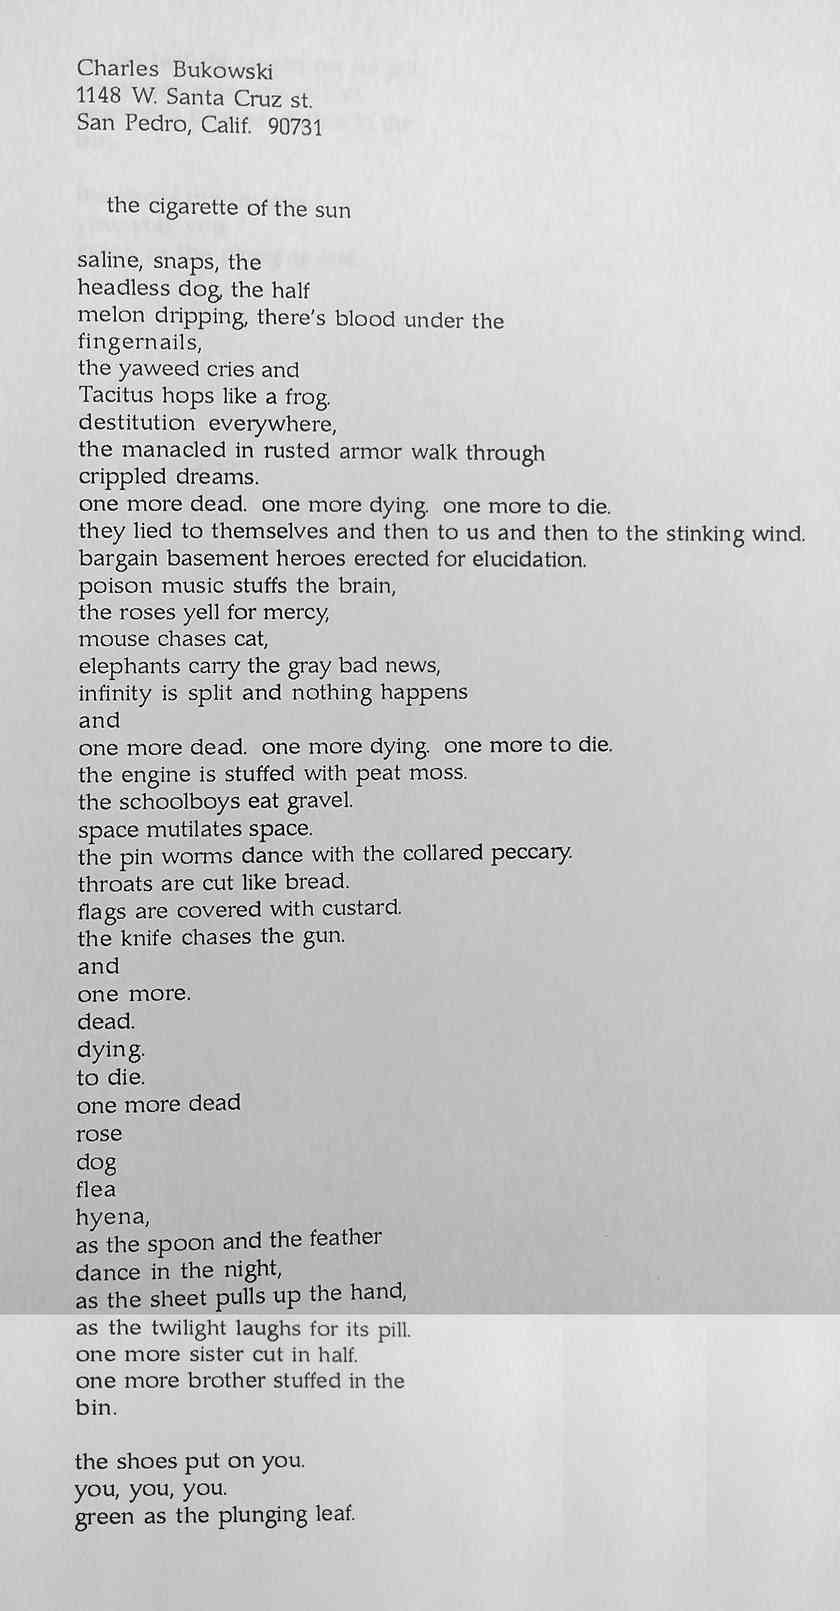 Charles Bukowski
1148 W. Santa Cruz st.
San Pedro, Calif. 90731
the cigarette of the sun
saline, snaps, the
headless dog, the half
melon dripping, there's blood under the
fingernails,
the yaweed cries and
Tacitus hops like a frog.
destitution everywhere,
the manacled in rusted armor walk through
crippled dreams.
one more dead. one more dying. one more to die.
they lied to themselves and then to us and then to the stinking wind.
bargain basement heroes erected for elucidation.
poison music stuffs the brain,
the roses yell for mercy,
mouse chases cat,
elephants carry the gray bad news,
infinity is split and nothing happens
and
one more dead. one more dying. one more to die.
the engine is stuffed with peat moss.
the schoolboys eat gravel.
space mutilates space.
the pin worms dance with the collared peccary.
throats are cut like bread.
flags are covered with custard.
the knife chases the gun.
and
one more.
dead.
dying.
to die.
one more dead
rose
dog
flea
hyena,
as the spoon and the feather
dance in the night,
as the sheet pulls up the hand,
as the twilight laughs for its pill.
one more sister cut in half.
one more brother stuffed in the
bin.
the shoes put on you.
you, you, you.
green as the plunging leaf.